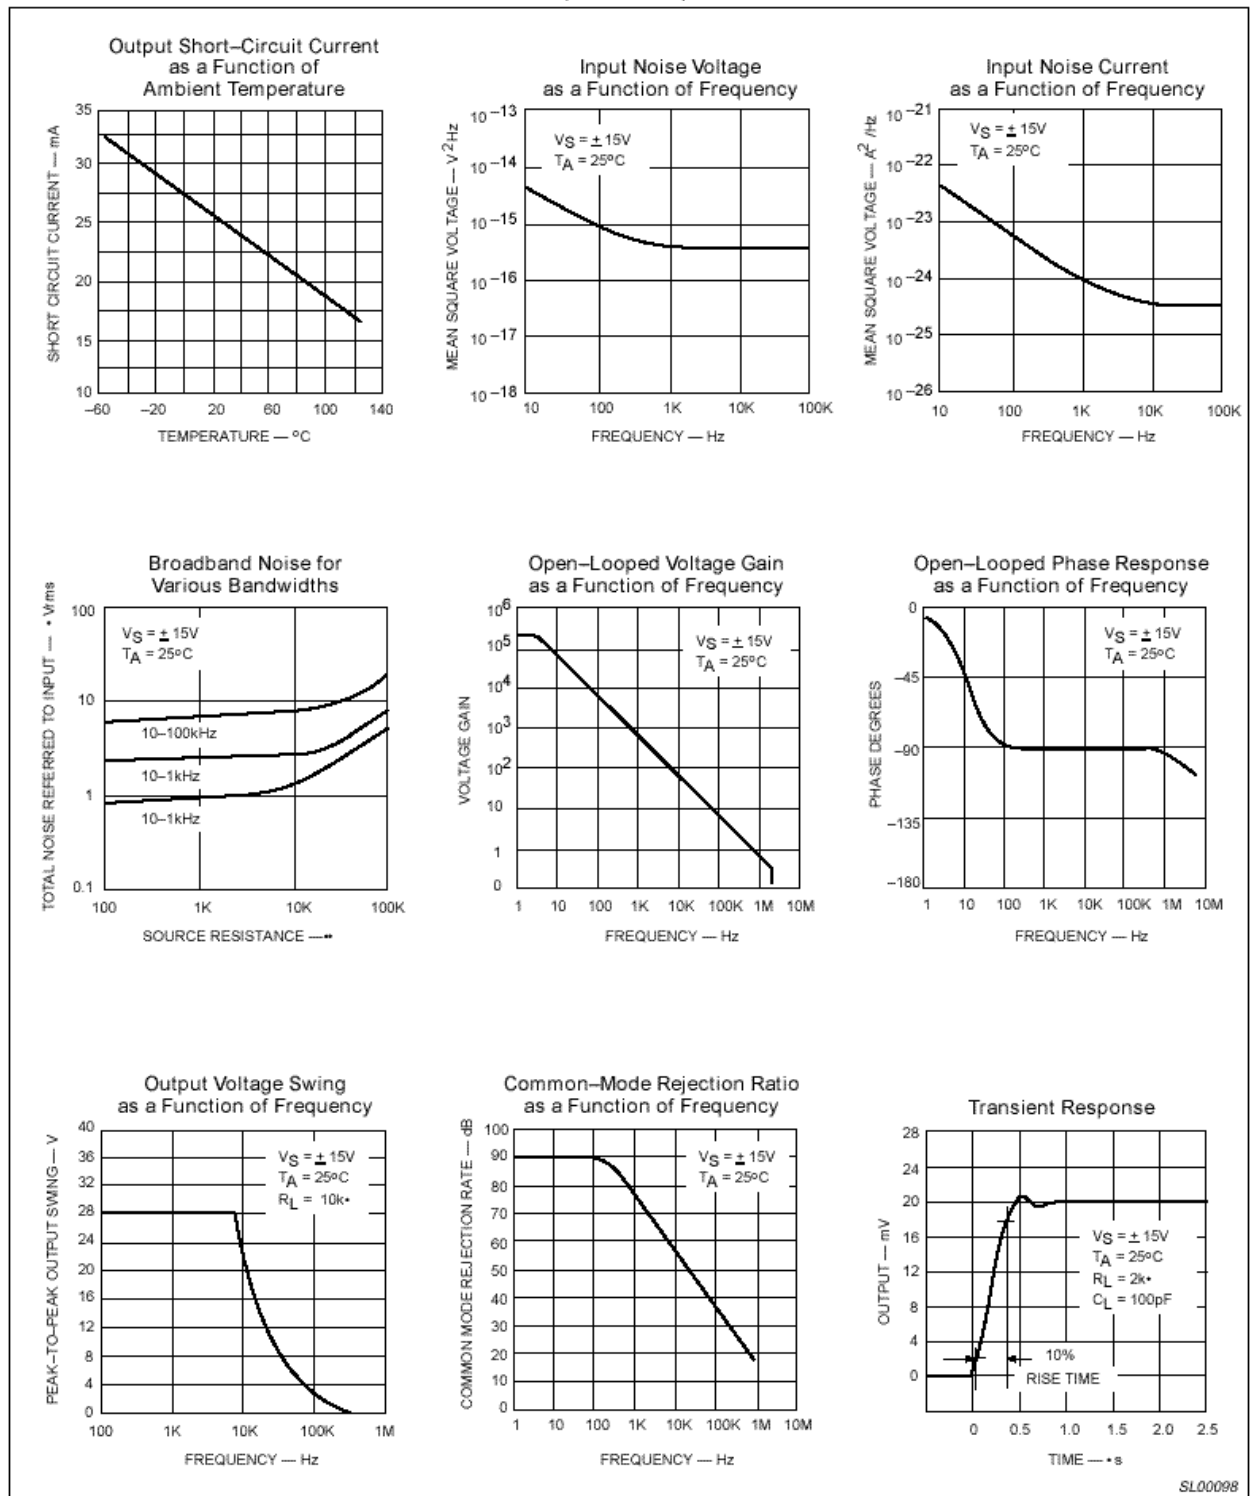 Output Short–Circuit Current
as a Function of
Ambient Temperature
SHORT CIRCUIT CURRENT — mA
35
30
25
20
15
10
–60 –20 20 60 100 140
TEMPERATURE — °C
Input Noise Voltage
as a Function of Frequency
MEAN SQUARE VOLTAGE — V²Hz
10 –13
10 –14
10 –15
10 –16
10 –17
10 –18
VS = ± 15V
TA = 25°C
10 100 1K 10K 100K
FREQUENCY — Hz
Input Noise Current
as a Function of Frequency
MEAN SQUARE VOLTAGE — A² /Hz
10 –21
10 –22
10 –23
10 –24
10 –25
10 –26
VS = ± 15V
TA = 25°C
10 100 1K 10K 100K
FREQUENCY — Hz
Broadband Noise for
Various Bandwidths
TOTAL NOISE REFERRED TO INPUT — • Vrms
100
10
1
0.1
VS = ± 15V
TA = 25°C
10–100kHz
10–1kHz
10–1kHz
100 1K 10K 100K
SOURCE RESISTANCE —••
Open–Looped Voltage Gain
as a Function of Frequency
VOLTAGE GAIN
10⁶
10⁵
10⁴
10³
10²
10
1
0
VS = ± 15V
TA = 25°C
1 10 100 1K 10K 100K 1M 10M
FREQUENCY — Hz
Open–Looped Phase Response
as a Function of Frequency
PHASE DEGREES
0
–45
–90
–135
–180
VS = ± 15V
TA = 25°C
1 10 100 1K 10K 100K 1M 10M
FREQUENCY — Hz
Output Voltage Swing
as a Function of Frequency
PEAK–TO–PEAK OUTPUT SWING — V
40
36
32
28
24
20
16
12
8
4
0
VS = ± 15V
TA = 25°C
RL = 10k•
100 1K 10K 100K 1M
FREQUENCY — Hz
Common–Mode Rejection Ratio
as a Function of Frequency
COMMON MODE REJECTION RATE — dB
100
90
80
70
60
50
40
30
20
10
0
VS = ± 15V
TA = 25°C
1 10 100 1K 10K 100K 1M 10M
FREQUENCY — Hz
Transient Response
OUTPUT — mV
28
24
20
16
12
8
4
0
VS = ± 15V
TA = 25°C
RL = 2k•
CL = 100pF
10%
RISE TIME
0 0.5 1.0 1.5 2.0 2.5
TIME — • s
SL00098